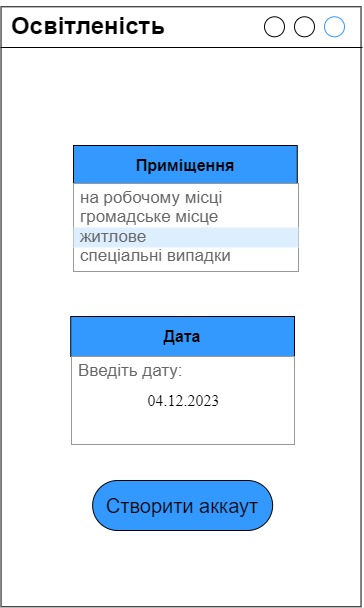 Освітленість
Приміщення
на робочому місці
громадське місце
житлове
спеціальні випадки
Дата
Введіть дату:
04.12.2023
Створити аккаут